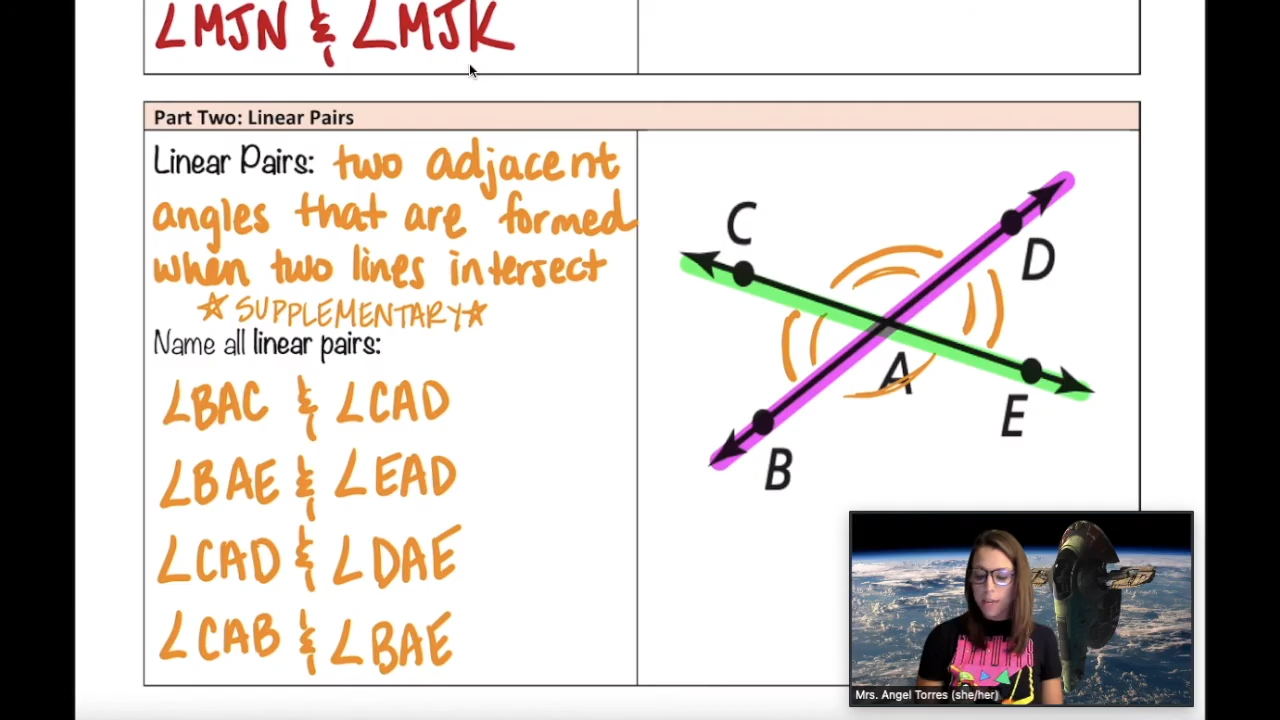 ∠MJN & ∠MJK
Part Two: Linear Pairs
Linear Pairs: two adjacent
angles that are formed
when two lines intersect
☆ SUPPLEMENTARY ☆
Name all linear pairs:
∠BAC & ∠CAD
∠BAE & ∠EAD
∠CAD & ∠DAE
∠CAB & ∠BAE
C
D
A
E
B
Mrs. Angel Torres (she/her)